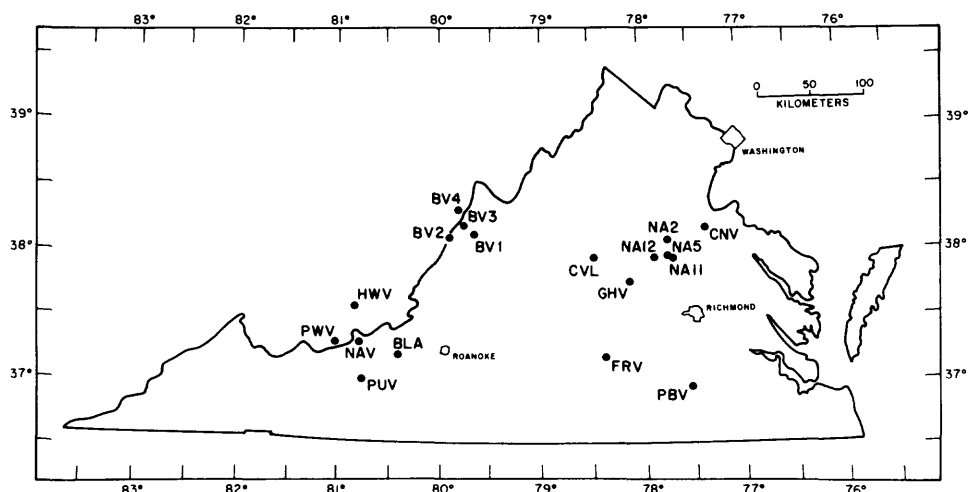 83° 82° 81° 80° 79° 78° 77° 76°
0 50 100
KILOMETERS
39° 39°
WASHINGTON
BV4
BV3
BV2 BV1
NA2 CNV
NA12 NA5
NA11
CVL
GHV
38° 38°
HWV
RICHMOND
PWV NAV BLA
ROANOKE
FRV
37° 37°
PUV
PBV
83° 82° 81° 80° 79° 78° 77° 76°